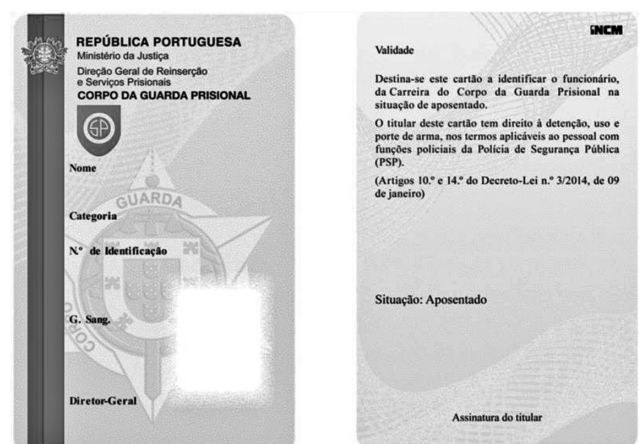 REPÚBLICA PORTUGUESA
Ministério da Justiça
Direção Geral de Reinserção
e Serviços Prisionais
CORPO DA GUARDA PRISIONAL
GSP
Nome
GUARDA
Categoria
N.º de Identificação
G. Sang.
CORPO
Diretor-Geral
INCM
Validade
Destina-se este cartão a identificar o funcionário,
da Carreira do Corpo da Guarda Prisional na
situação de aposentado.
O titular deste cartão tem direito à detenção, uso e
porte de arma, nos termos aplicáveis ao pessoal com
funções policiais da Polícia de Segurança Pública
(PSP).
(Artigos 10.º e 14.º do Decreto-Lei n.º 3/2014, de 09
de janeiro)
Situação: Aposentado
Assinatura do titular